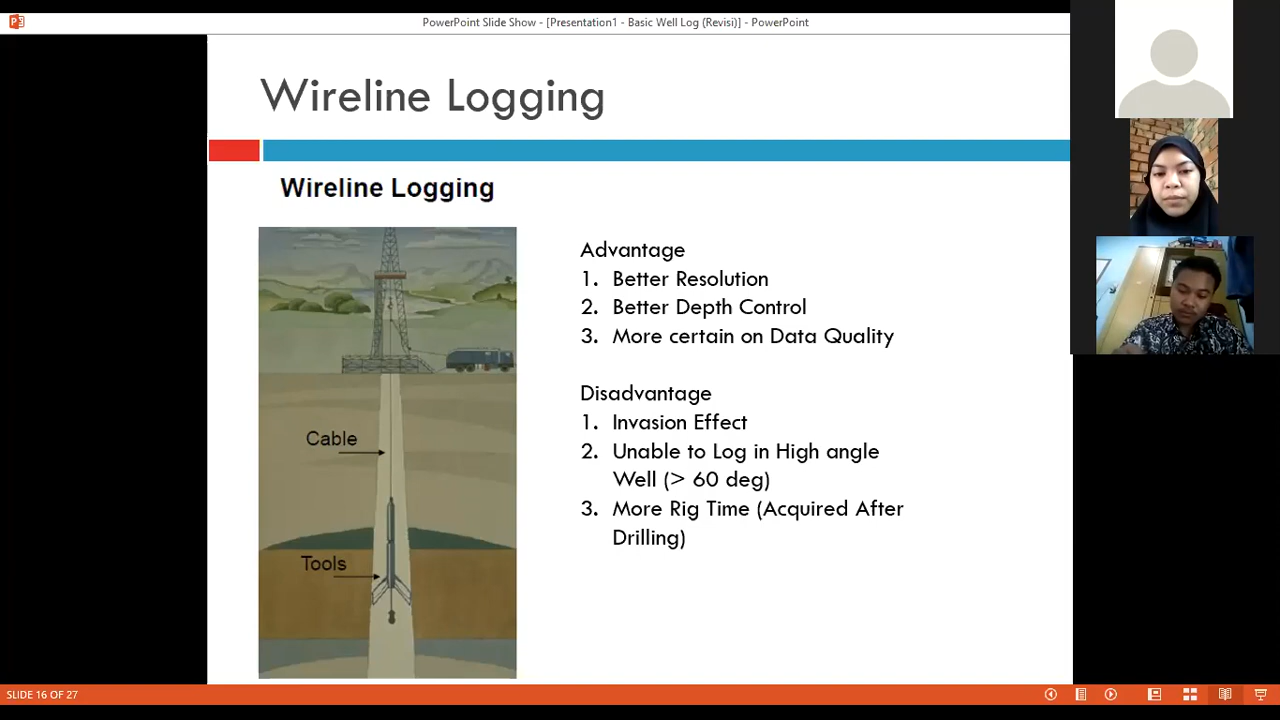 PowerPoint Slide Show - [Presentation1 - Basic Well Log (Revisi)] - PowerPoint
Wireline Logging
Wireline Logging
Cable
Tools
Advantage
1. Better Resolution
2. Better Depth Control
3. More certain on Data Quality
Disadvantage
1. Invasion Effect
2. Unable to Log in High angle
Well (> 60 deg)
3. More Rig Time (Acquired After
Drilling)
SLIDE 16 OF 27